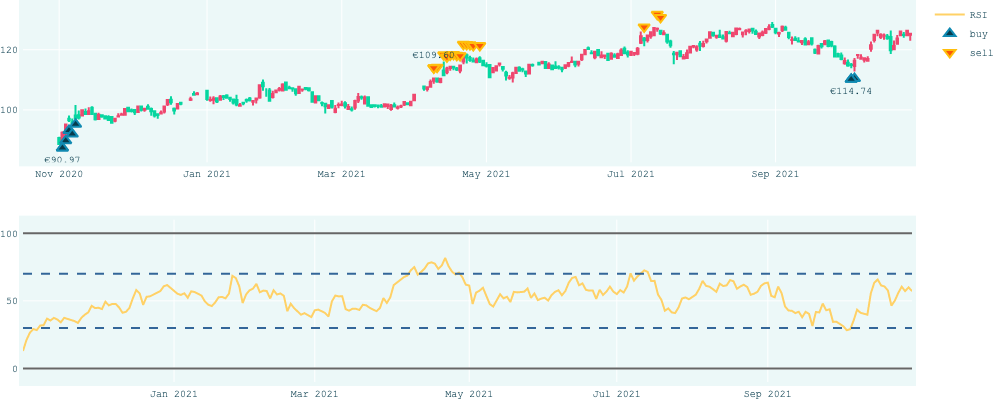 RSI
buy
sell
120
100
€109.60
€114.74
€90.97
Nov 2020 Jan 2021 Mar 2021 May 2021 Jul 2021 Sep 2021
100
50
0
Jan 2021 Mar 2021 May 2021 Jul 2021 Sep 2021